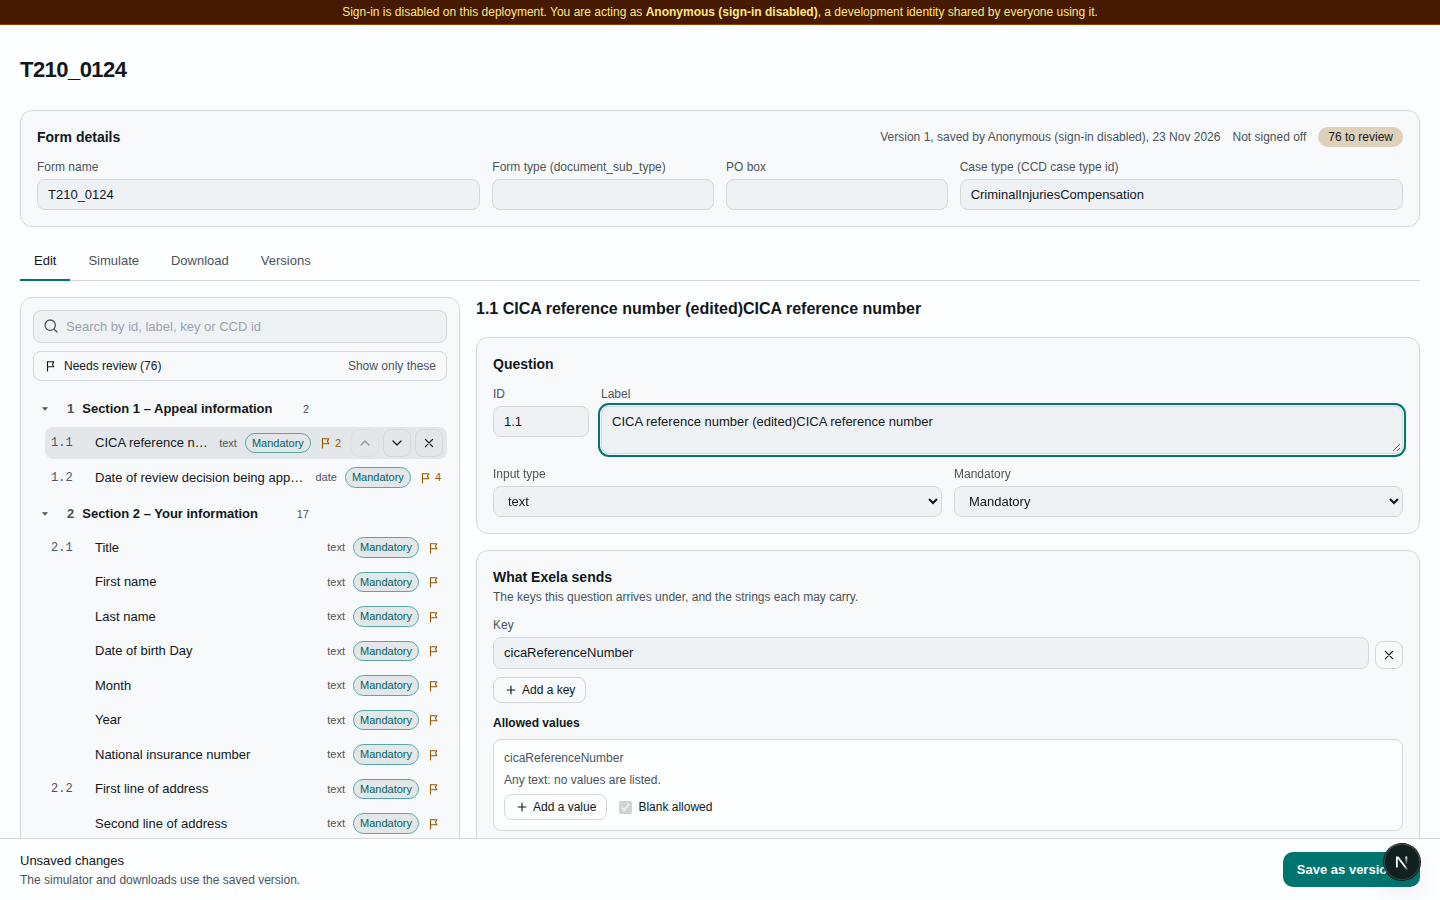 Sign-in is disabled on this deployment. You are acting as Anonymous (sign-in disabled), a development identity shared by everyone using it.
T210_0124
Form details
Version 1, saved by Anonymous (sign-in disabled), 23 Nov 2026 Not signed off 76 to review
Form name Form type (document_sub_type) PO box Case type (CCD case type id)
T210_0124 CriminalInjuriesCompensation
Edit Simulate Download Versions
Search by id, label, key or CCD id
Needs review (76) Show only these
1 Section 1 – Appeal information 2
1.1 CICA reference n… text Mandatory 2
1.2 Date of review decision being app… date Mandatory 4
2 Section 2 – Your information 17
2.1 Title text Mandatory
First name text Mandatory
Last name text Mandatory
Date of birth Day text Mandatory
Month text Mandatory
Year text Mandatory
National insurance number text Mandatory
2.2 First line of address text Mandatory
Second line of address text Mandatory
1.1 CICA reference number (edited)CICA reference number
Question
ID Label
1.1 CICA reference number (edited)CICA reference number
Input type Mandatory
text Mandatory
What Exela sends
The keys this question arrives under, and the strings each may carry.
Key
cicaReferenceNumber
Add a key
Allowed values
cicaReferenceNumber
Any text: no values are listed.
Add a value Blank allowed
Unsaved changes
The simulator and downloads use the saved version.
Save as N